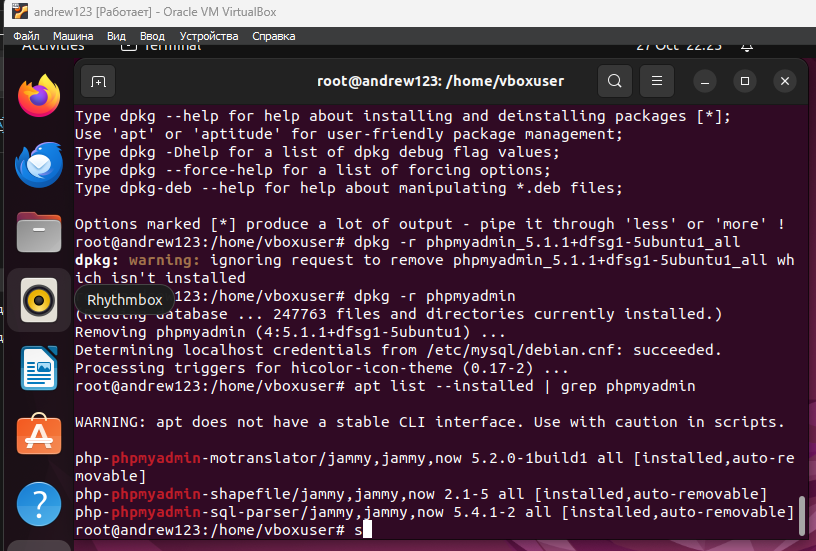 andrew123 [Работает] - Oracle VM VirtualBox
Файл Машина Вид Ввод Устройства Справка
Activities Terminal 27 Oct 22:25
root@andrew123: /home/vboxuser
Type dpkg --help for help about installing and deinstalling packages [*];
Use 'apt' or 'aptitude' for user-friendly package management;
Type dpkg -Dhelp for a list of dpkg debug flag values;
Type dpkg --force-help for a list of forcing options;
Type dpkg-deb --help for help about manipulating *.deb files;
Options marked [*] produce a lot of output - pipe it through 'less' or 'more' !
root@andrew123:/home/vboxuser# dpkg -r phpmyadmin_5.1.1+dfsg1-5ubuntu1_all
dpkg: warning: ignoring request to remove phpmyadmin_5.1.1+dfsg1-5ubuntu1_all wh
ich isn't installed
Rhythmbox
123:/home/vboxuser# dpkg -r phpmyadmin
(Reading database ... 247763 files and directories currently installed.)
Removing phpmyadmin (4:5.1.1+dfsg1-5ubuntu1) ...
Determining localhost credentials from /etc/mysql/debian.cnf: succeeded.
Processing triggers for hicolor-icon-theme (0.17-2) ...
root@andrew123:/home/vboxuser# apt list --installed | grep phpmyadmin
WARNING: apt does not have a stable CLI interface. Use with caution in scripts.
php-phpmyadmin-motranslator/jammy,jammy,now 5.2.0-1build1 all [installed,auto-re
movable]
php-phpmyadmin-shapefile/jammy,jammy,now 2.1-5 all [installed,auto-removable]
php-phpmyadmin-sql-parser/jammy,jammy,now 5.4.1-2 all [installed,auto-removable]
root@andrew123:/home/vboxuser# s